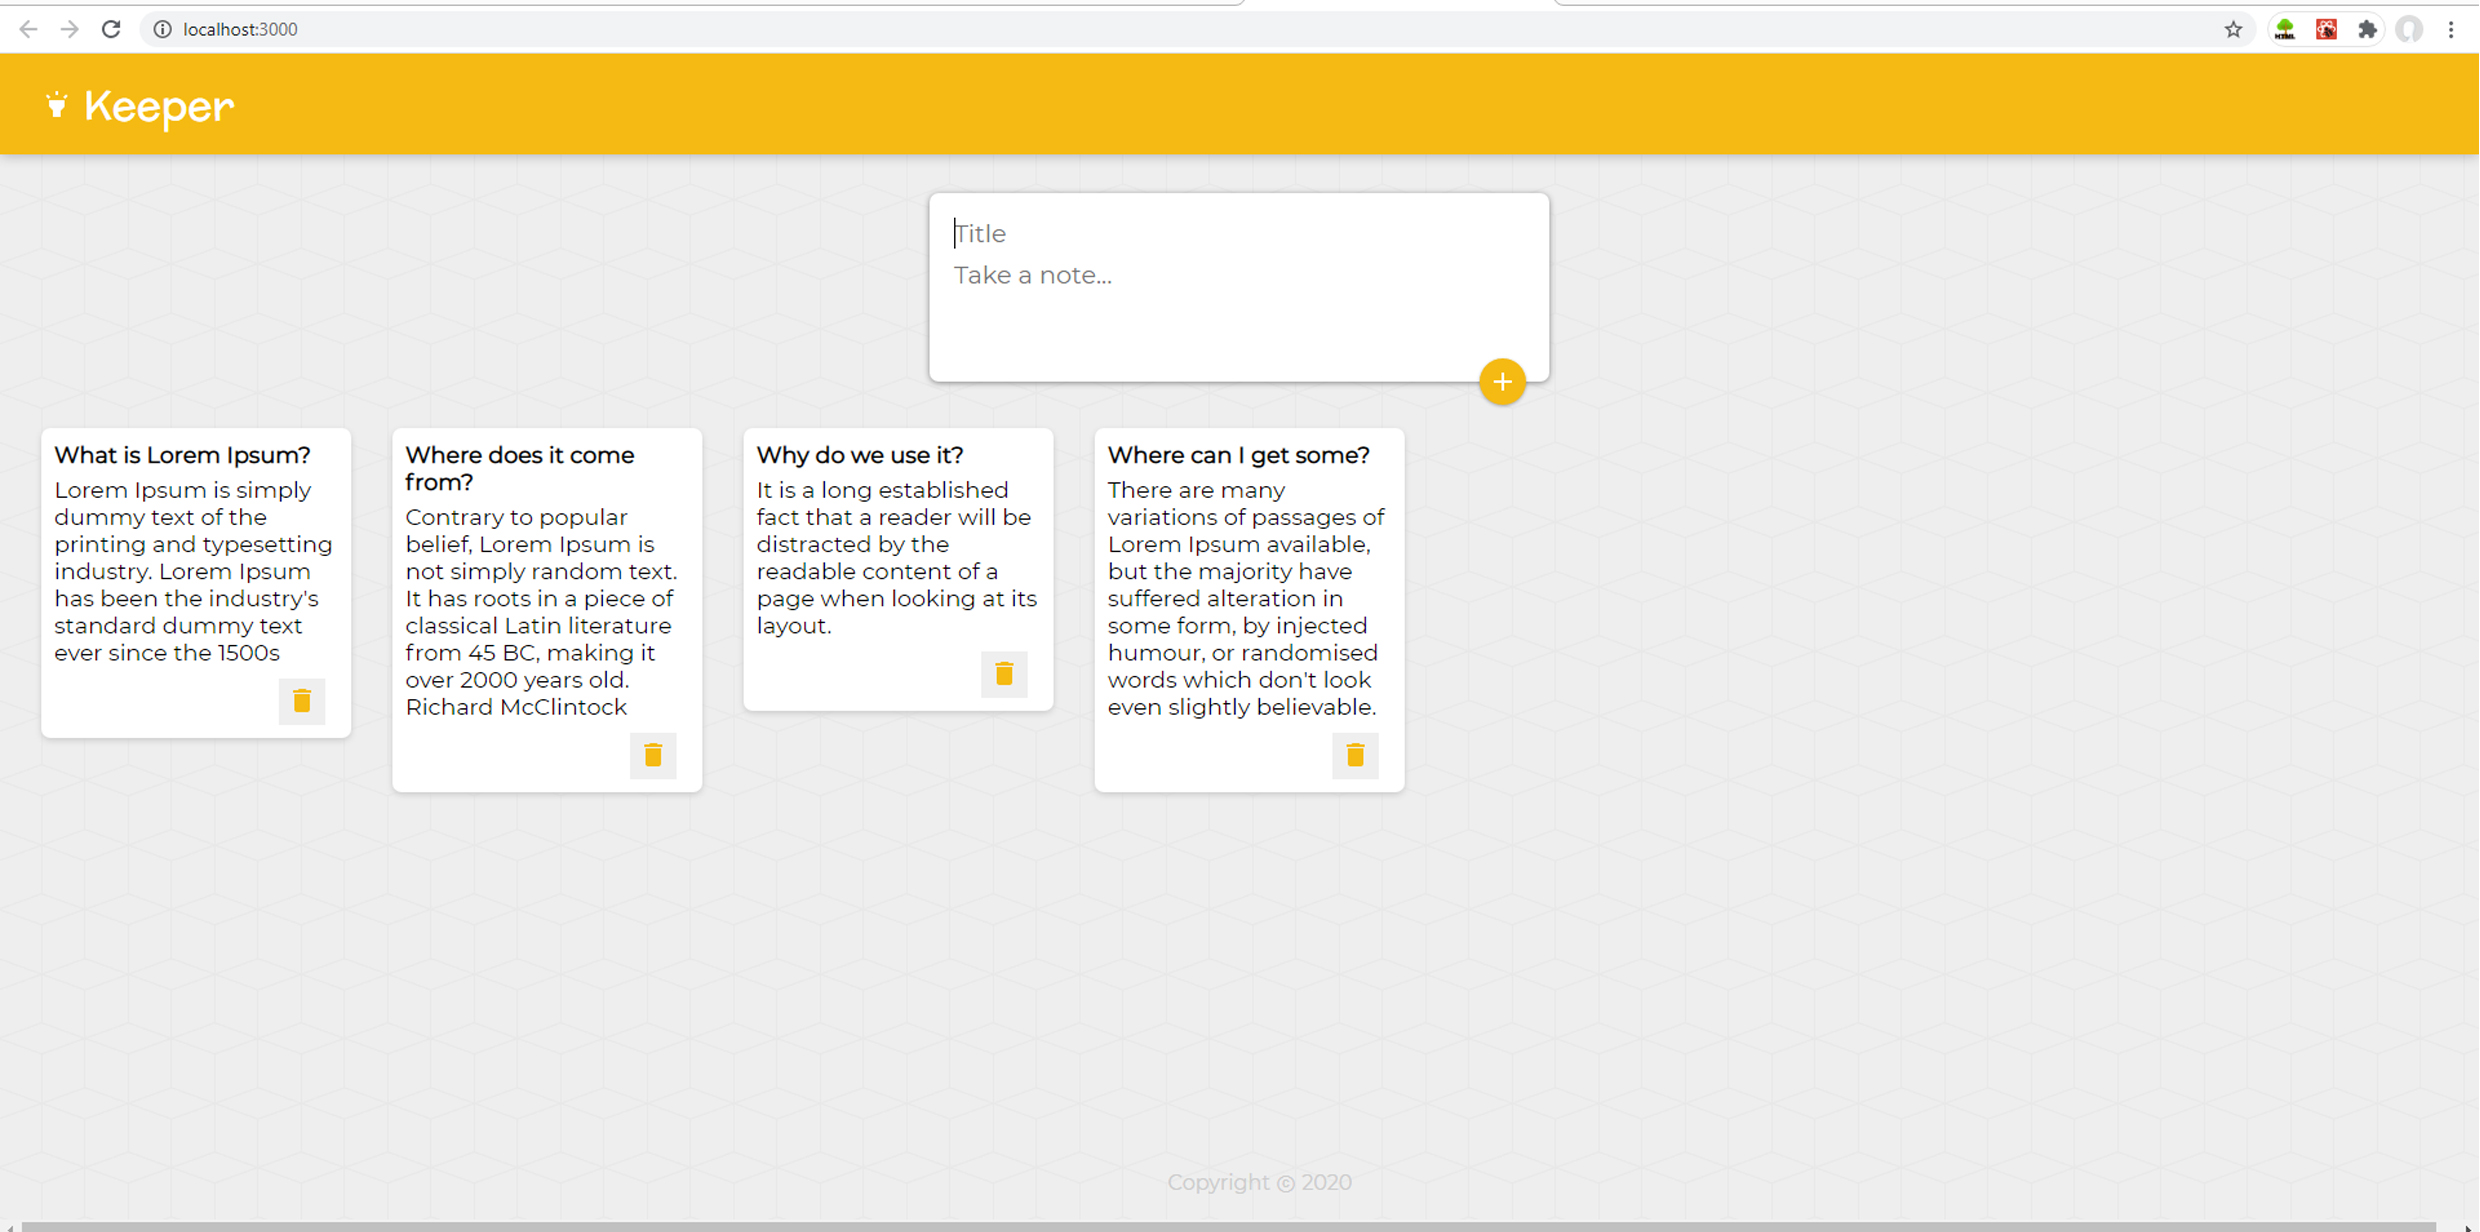 localhost:3000
Keeper
Title
Take a note...
What is Lorem Ipsum?
Lorem Ipsum is simply
dummy text of the
printing and typesetting
industry. Lorem Ipsum
has been the industry's
standard dummy text
ever since the 1500s
Where does it come
from?
Contrary to popular
belief, Lorem Ipsum is
not simply random text.
It has roots in a piece of
classical Latin literature
from 45 BC, making it
over 2000 years old.
Richard McClintock
Why do we use it?
It is a long established
fact that a reader will be
distracted by the
readable content of a
page when looking at its
layout.
Where can I get some?
There are many
variations of passages of
Lorem Ipsum available,
but the majority have
suffered alteration in
some form, by injected
humour, or randomised
words which don't look
even slightly believable.
Copyright © 2020